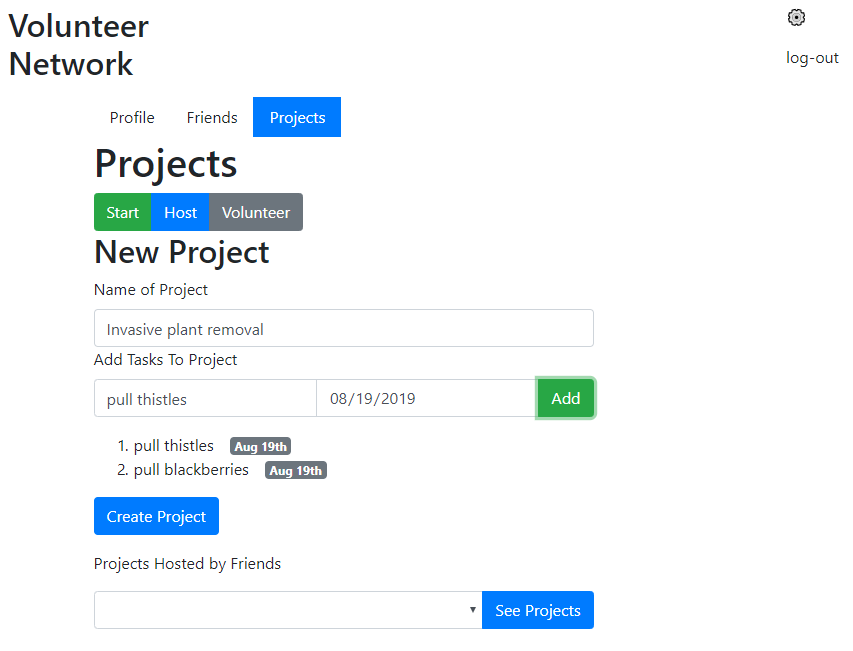 Volunteer
Network
log-out
Profile Friends Projects
Projects
Start Host Volunteer
New Project
Name of Project
Invasive plant removal
Add Tasks To Project
pull thistles 08/19/2019 Add
1. pull thistles Aug 19th
2. pull blackberries Aug 19th
Create Project
Projects Hosted by Friends
See Projects